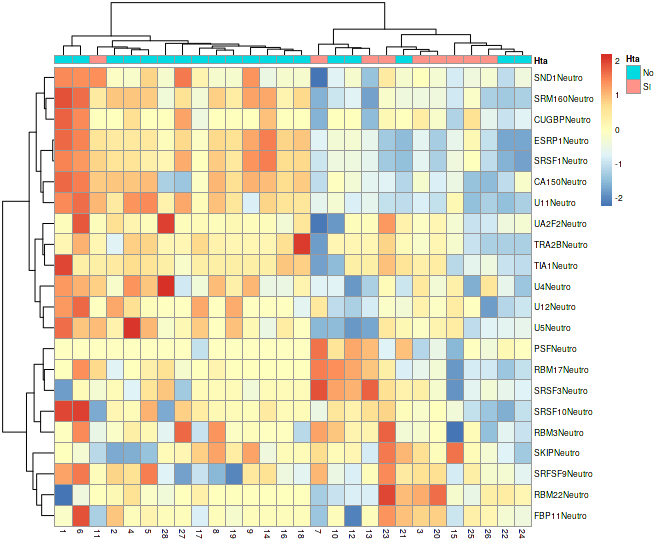 Hta
Hta
No
Si
2
1
0
-1
-2
SND1Neutro
SRM160Neutro
CUGBPNeutro
ESRP1Neutro
SRSF1Neutro
CA150Neutro
U11Neutro
UA2F2Neutro
TRA2BNeutro
TIA1Neutro
U4Neutro
U12Neutro
U5Neutro
PSFNeutro
RBM17Neutro
SRSF3Neutro
SRSF10Neutro
RBM3Neutro
SKIPNeutro
SRFSF9Neutro
RBM22Neutro
FBP11Neutro
1 6 11 2 4 5 28 27 17 8 19 9 14 16 18 7 10 12 13 23 21 3 20 15 25 26 22 24